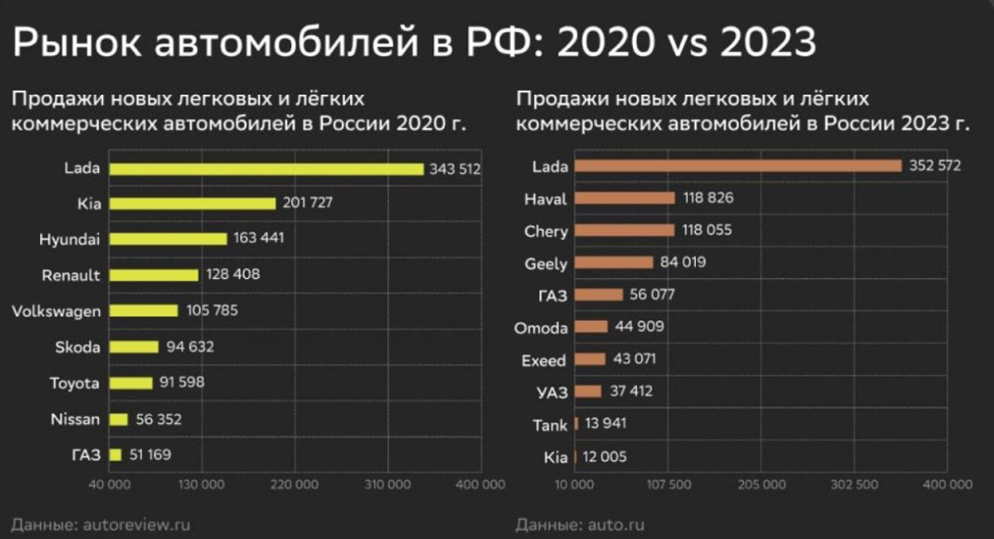 Рынок автомобилей в РФ: 2020 vs 2023
Продажи новых легковых и лёгких
коммерческих автомобилей в России 2020 г.
Lada 343 512
Kia 201 727
Hyundai 163 441
Renault 128 408
Volkswagen 105 785
Skoda 94 632
Toyota 91 598
Nissan 56 352
ГАЗ 51 169
40 000 130 000 220 000 310 000 400 000
Данные: autoreview.ru
Продажи новых легковых и лёгких
коммерческих автомобилей в России 2023 г.
Lada 352 572
Haval 118 826
Chery 118 055
Geely 84 019
ГАЗ 56 077
Omoda 44 909
Exeed 43 071
УАЗ 37 412
Tank 13 941
Kia 12 005
10 000 107 500 205 000 302 500 400 000
Данные: auto.ru